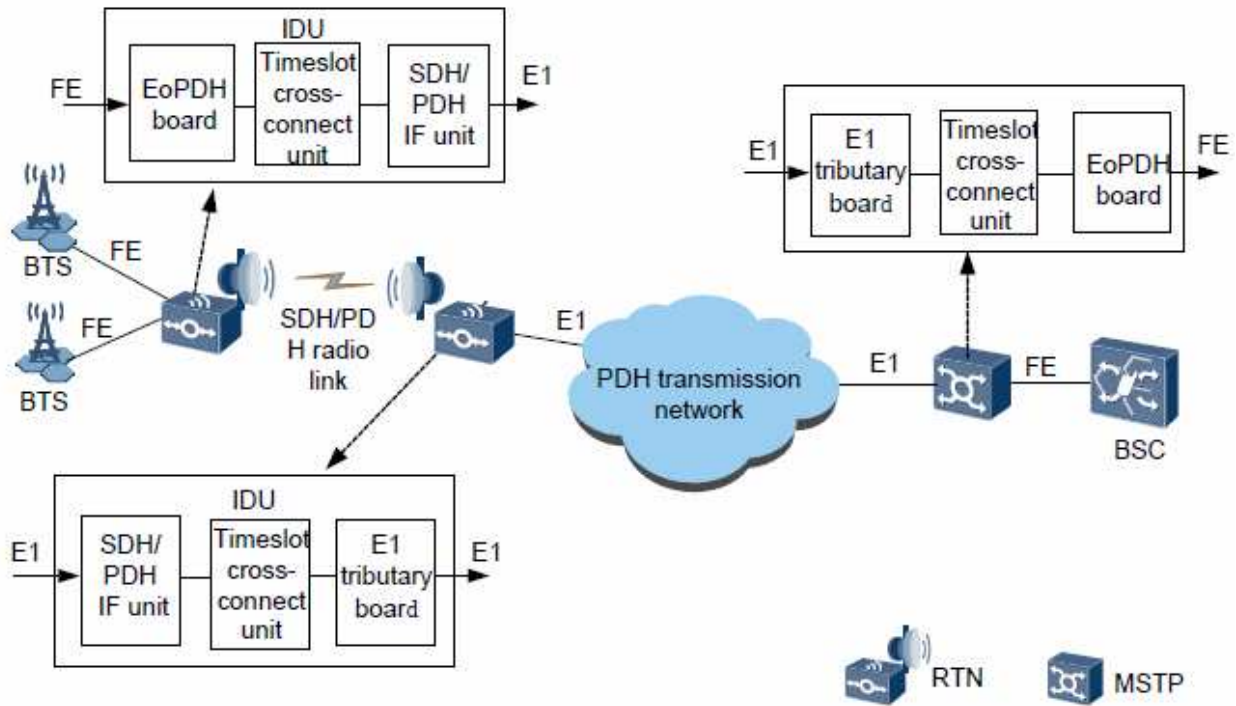 IDU
FE
EoPDH
board
Timeslot
cross-
connect
unit
SDH/
PDH
IF unit
E1
E1
E1
tributary
board
Timeslot
cross-
connect
unit
EoPDH
board
FE
BTS
FE
BTS
FE
SDH/PD
H radio
link
E1
PDH transmission
network
E1
FE
BSC
IDU
E1
SDH/
PDH
IF unit
Timeslot
cross-
connect
unit
E1
tributary
board
E1
RTN
MSTP